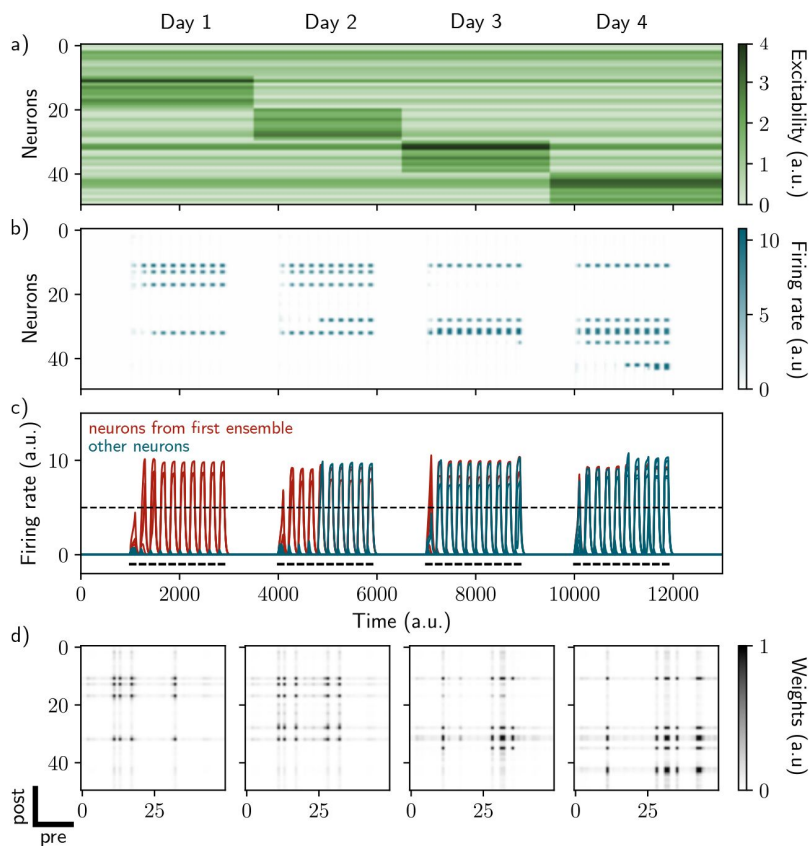 Day 1 Day 2 Day 3 Day 4
a)
0
20
40
Neurons
4
3
2
1
0
Excitability (a.u.)
b)
0
20
40
Neurons
10
5
0
Firing rate (a.u)
c)
neurons from first ensemble
other neurons
10
0
Firing rate (a.u.)
0 2000 4000 6000 8000 10000 12000
Time (a.u.)
d)
0
20
40
0 25 0 25 0 25 0 25
1
0
Weights (a.u)
post
pre